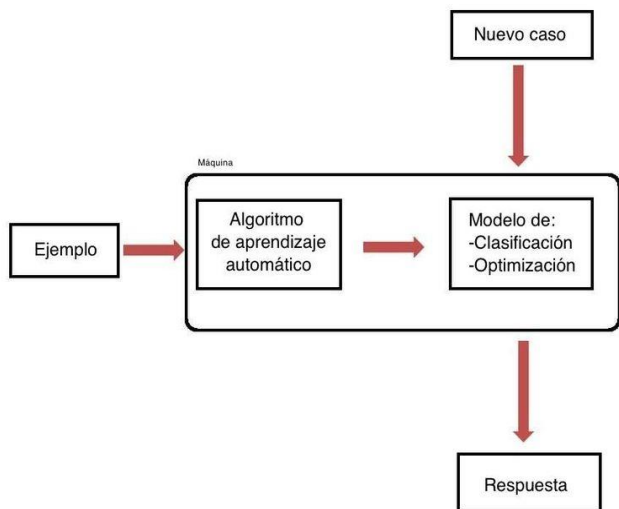 Nuevo caso
Máquina
Ejemplo
Algoritmo
de aprendizaje
automático
Modelo de:
-Clasificación
-Optimización
Respuesta